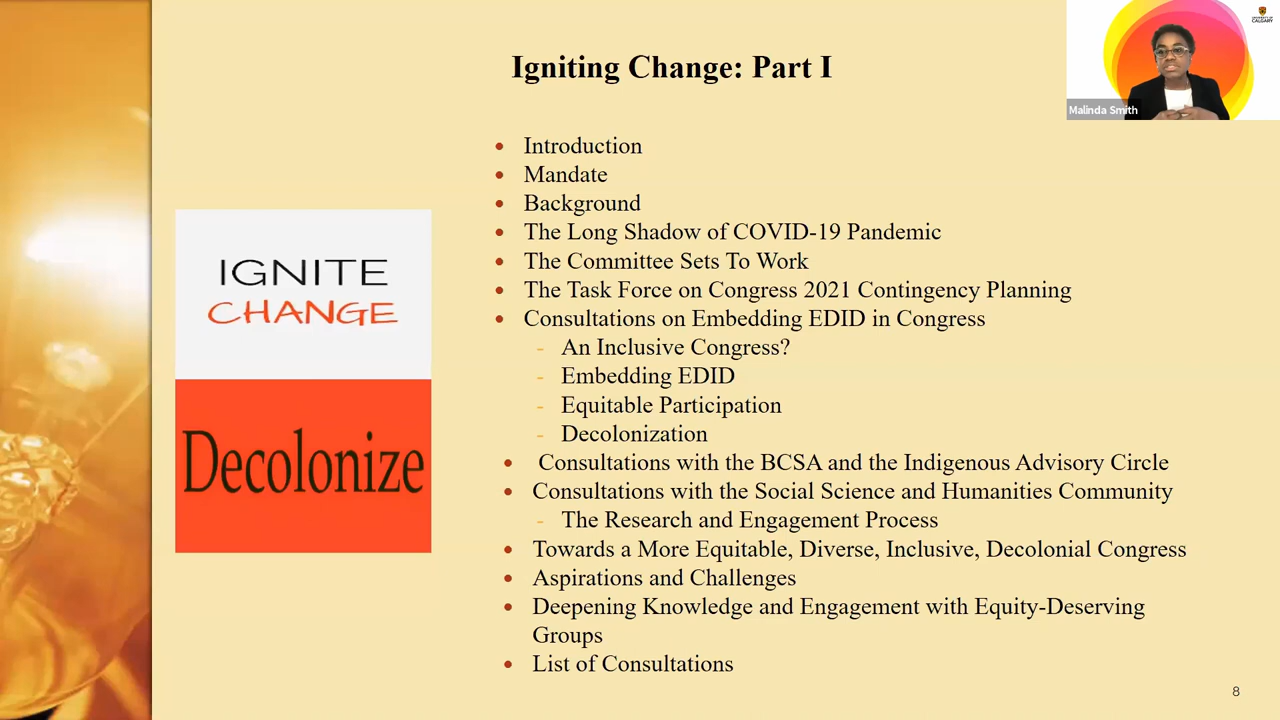 Igniting Change: Part I
UNIVERSITY OF
CALGARY
Malinda Smith
IGNITE
CHANGE
Decolonize
• Introduction
• Mandate
• Background
• The Long Shadow of COVID-19 Pandemic
• The Committee Sets To Work
• The Task Force on Congress 2021 Contingency Planning
• Consultations on Embedding EDID in Congress
- An Inclusive Congress?
- Embedding EDID
- Equitable Participation
- Decolonization
• Consultations with the BCSA and the Indigenous Advisory Circle
• Consultations with the Social Science and Humanities Community
- The Research and Engagement Process
• Towards a More Equitable, Diverse, Inclusive, Decolonial Congress
• Aspirations and Challenges
• Deepening Knowledge and Engagement with Equity-Deserving
Groups
• List of Consultations
8